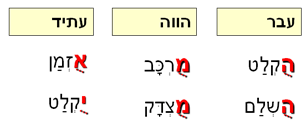 עבר הווה עתיד
הֻקְלַט מֻרְכָּב אֻזְמַן
הֻשְׁלַם מֻצְדָּק יֻקְלַט